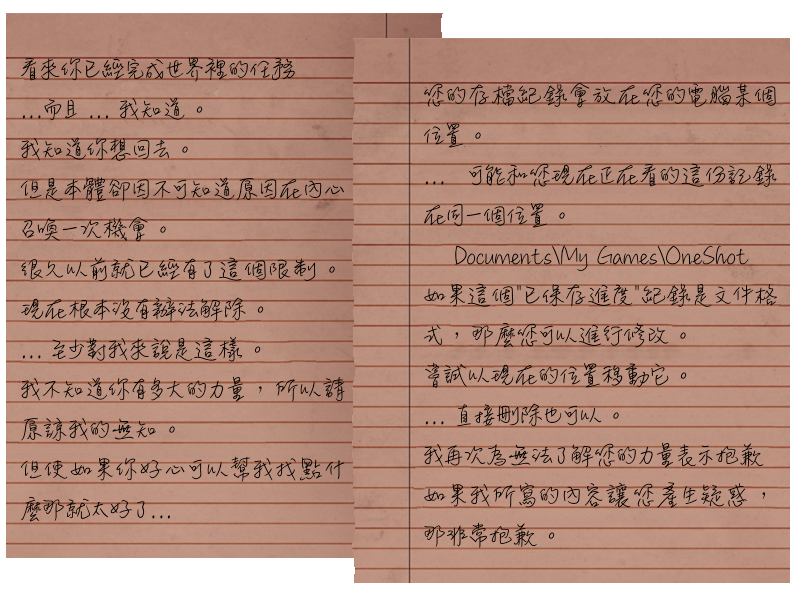 看來你已經完成世界裡的任務
...而且 ... 我知道。
我知道你想回去。
但是本體卻因不可知道原因在內心
召喚一次機會。
很久以前就已經有了這個限制。
現在根本沒有辦法解除。
... 至少對我來說是這樣。
我不知道你有多大的力量，所以請
原諒我的無知。
但使如果你好心可以幫我找點什
麼那就太好了...
您的存檔紀錄會放在您的電腦某個
位置。
... 可能和您現在正在看的這份記錄
在同一個位置。
Documents\My Games\OneShot
如果這個"已保存進度"紀錄是文件格
式，那麼您可以進行修改。
嘗試以現在的位置移動它。
... 直接刪除也可以。
我再次為無法了解您的力量表示抱歉
如果我所寫的內容讓您產生疑惑，
那非常抱歉。